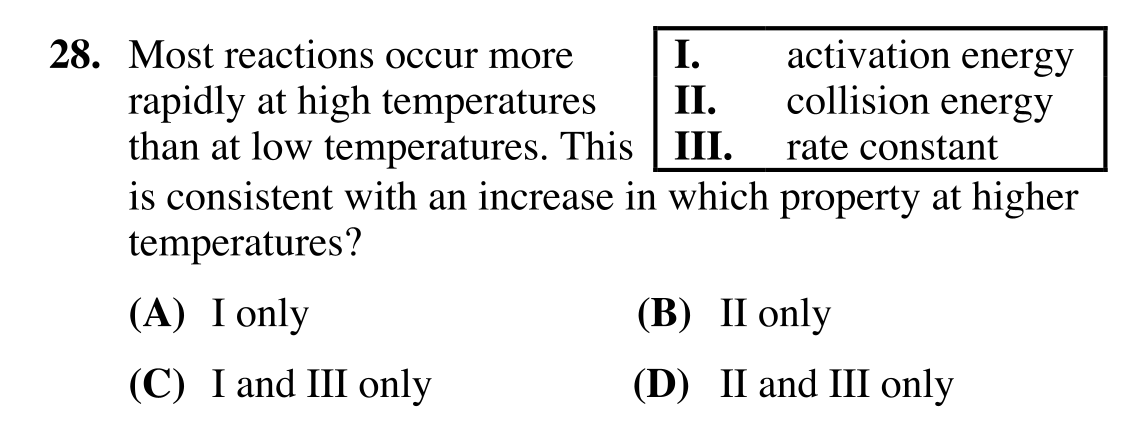 28. Most reactions occur more
rapidly at high temperatures
than at low temperatures. This
I. activation energy
II. collision energy
III. rate constant
is consistent with an increase in which property at higher
temperatures?
(A) I only
(B) II only
(C) I and III only
(D) II and III only